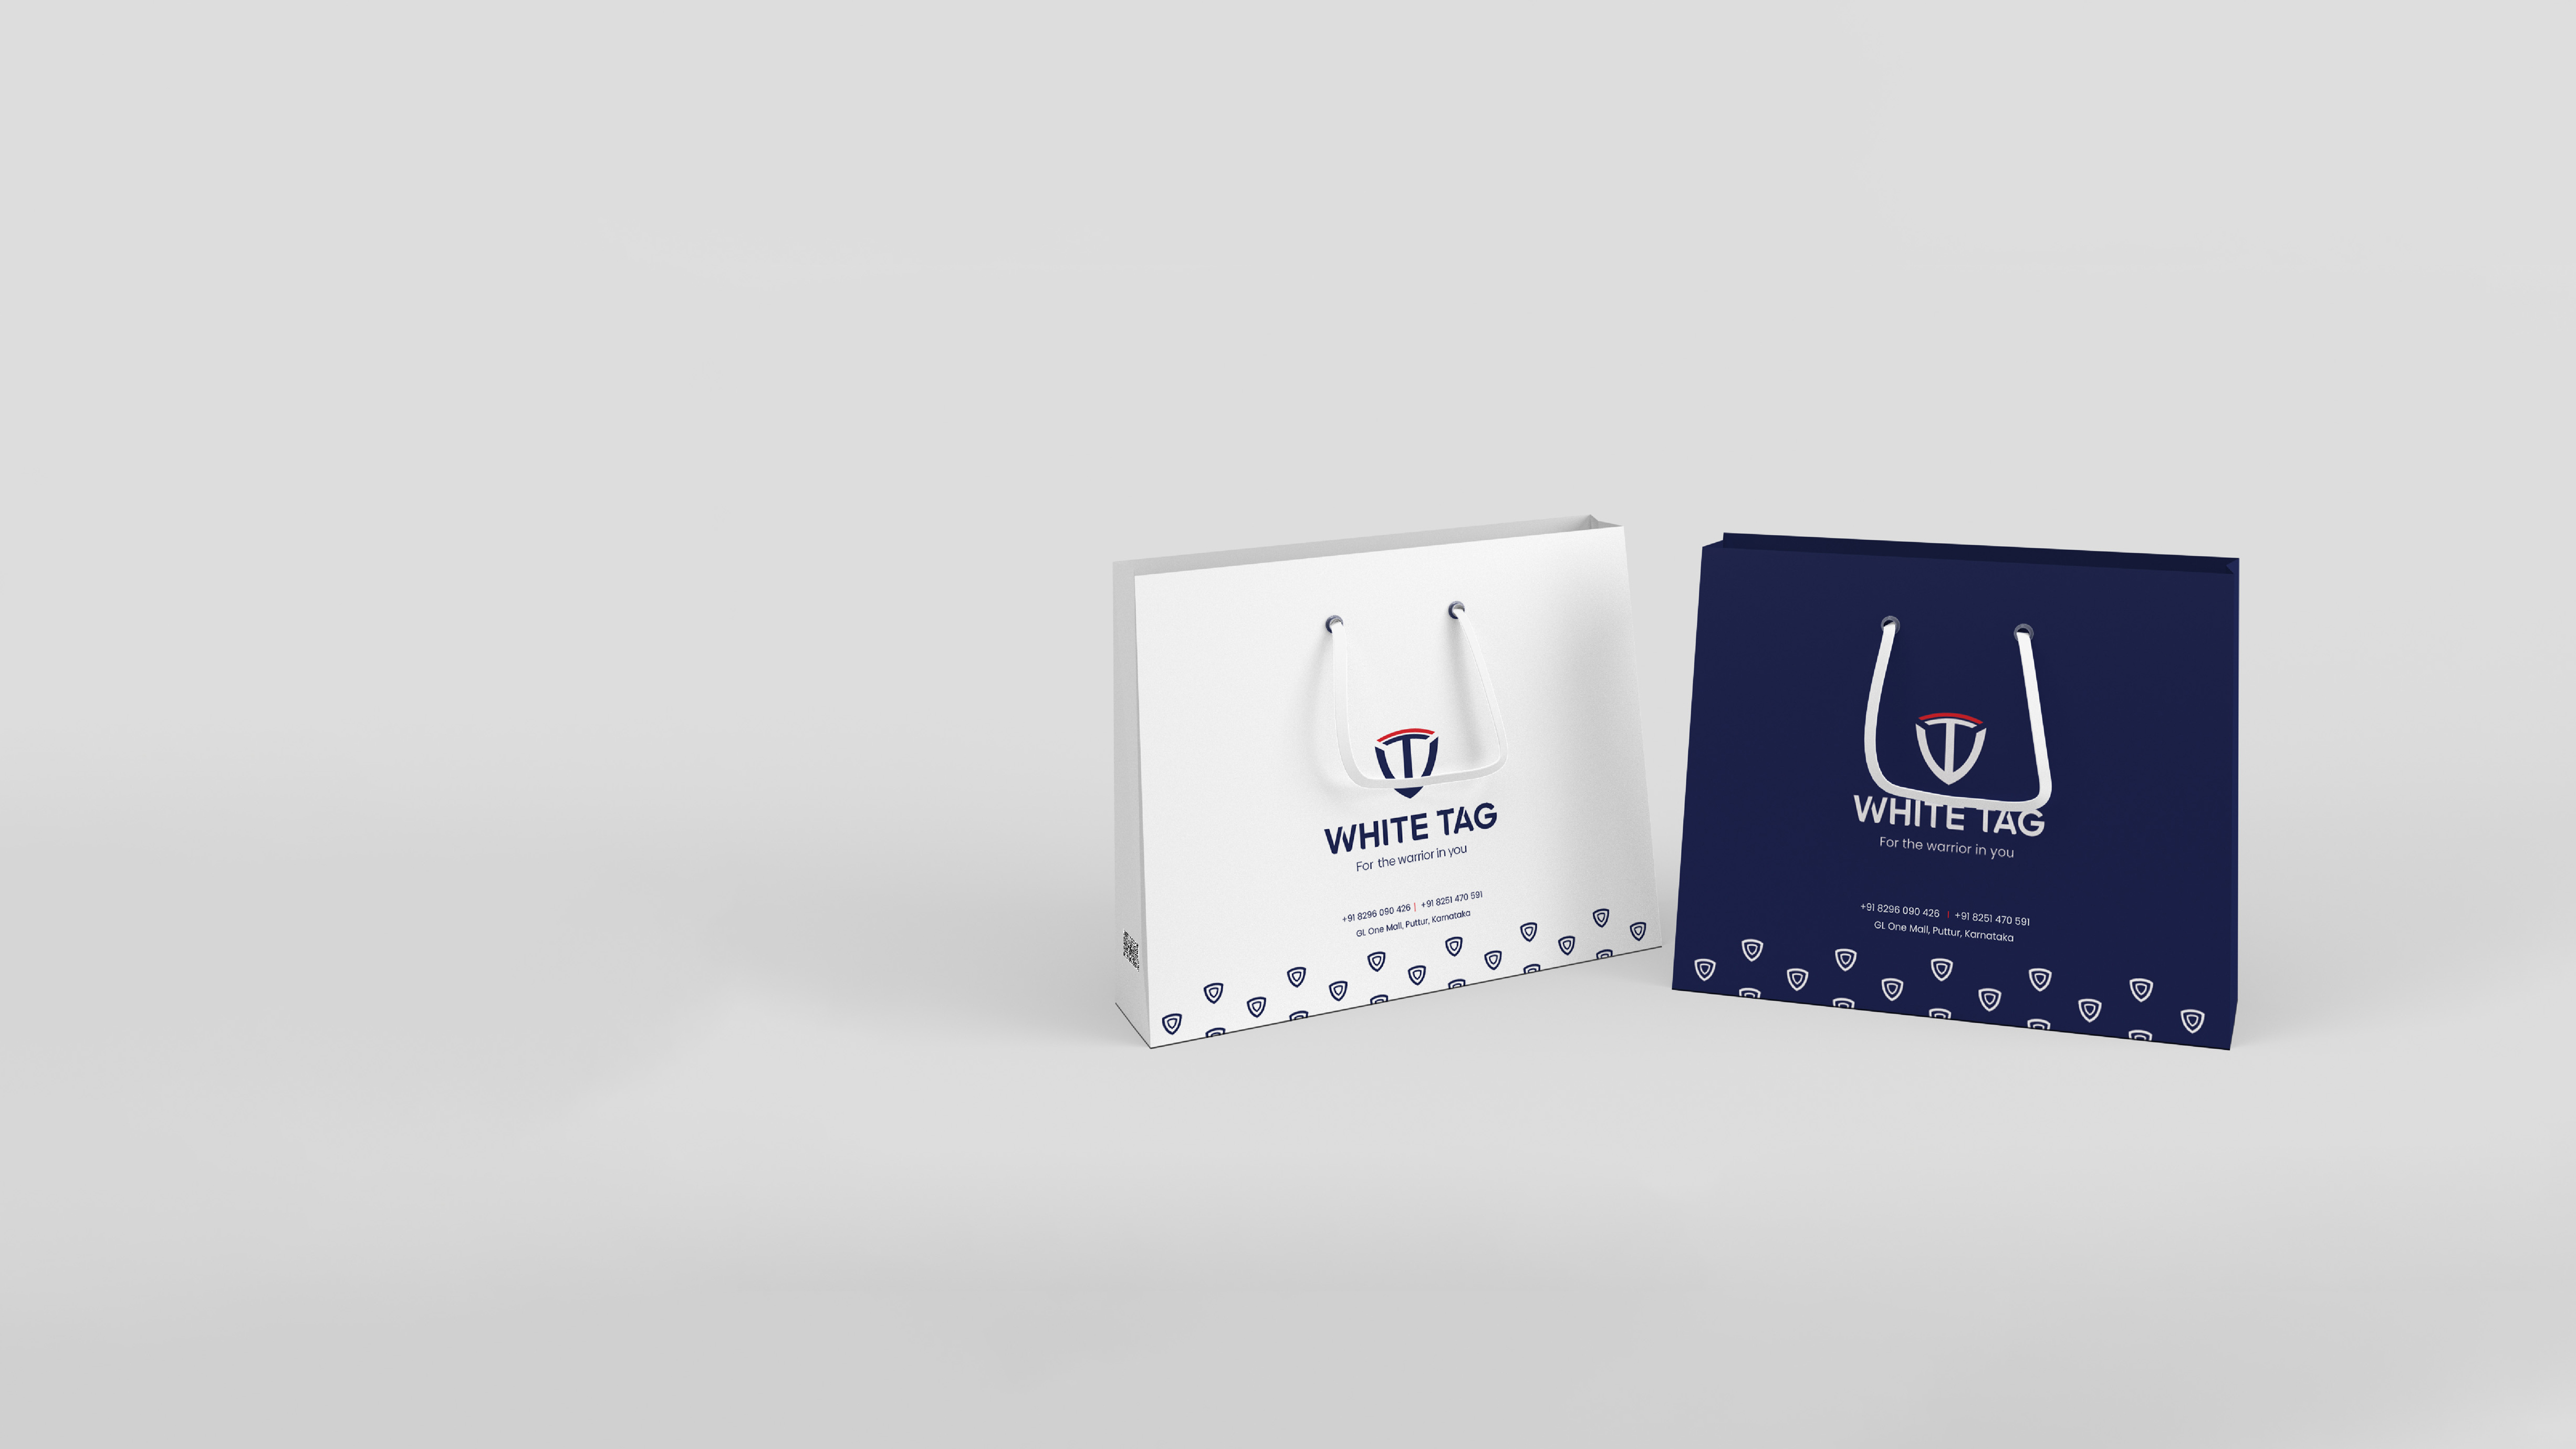 WHITE TAG
For the warrior in you
+91 8296 090 426 | +91 8251 470 591
GL One Mall, Puttur, Karnataka
WHITE TAG
For the warrior in you
+91 8296 090 426 | +91 8251 470 591
GL One Mall, Puttur, Karnataka